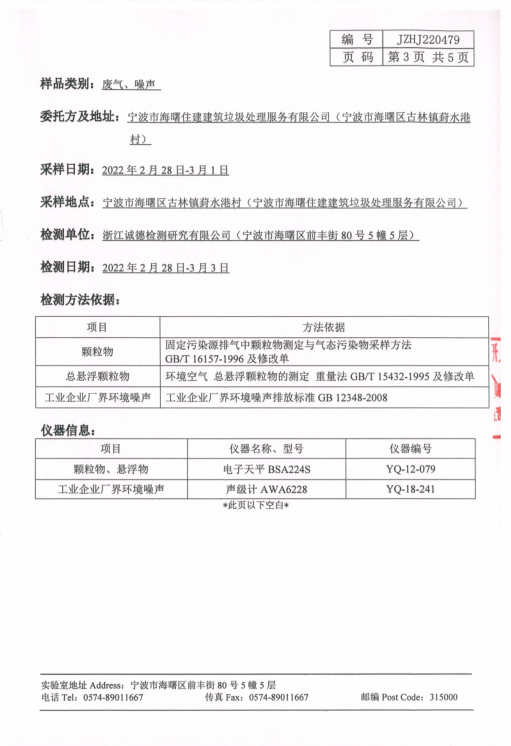 编 号 JZHJ220479
页 码 第 3 页 共 5 页
样品类别：废气、噪声
委托方及地址：宁波市海曙住建建筑垃圾处理服务有限公司（宁波市海曙区古林镇葑水港
村）
采样日期：2022 年 2 月 28 日-3 月 1 日
采样地点：宁波市海曙区古林镇葑水港村（宁波市海曙住建建筑垃圾处理服务有限公司）
检测单位：浙江诚德检测研究有限公司（宁波市海曙区前丰街 80 号 5 幢 5 层）
检测日期：2022 年 2 月 28 日-3 月 3 日
检测方法依据：
项目 方法依据
颗粒物 固定污染源排气中颗粒物测定与气态污染物采样方法
GB/T 16157-1996 及修改单
总悬浮颗粒物 环境空气 总悬浮颗粒物的测定 重量法 GB/T 15432-1995 及修改单
工业企业厂界环境噪声 工业企业厂界环境噪声排放标准 GB 12348-2008
仪器信息：
项目 仪器名称、型号 仪器编号
颗粒物、悬浮物 电子天平 BSA224S YQ-12-079
工业企业厂界环境噪声 声级计 AWA6228 YQ-18-241
*此页以下空白*
实验室地址 Address：宁波市海曙区前丰街 80 号 5 幢 5 层
电话 Tel：0574-89011667 传真 Fax：0574-89011667 邮编 Post Code：315000